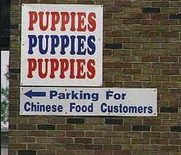 PUPPIES
PUPPIES
PUPPIES
Parking For
Chinese Food Customers